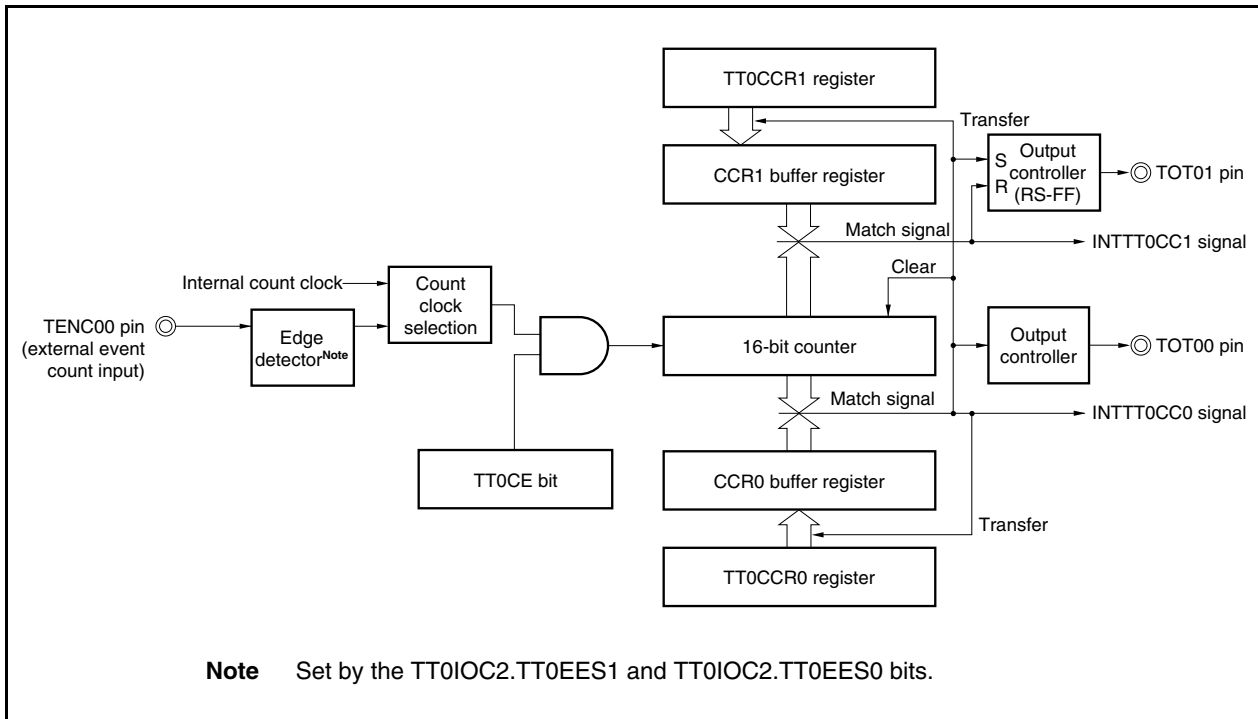 TT0CCR1 register
Transfer
CCR1 buffer register
S
R
Output
controller
(RS-FF)
TOT01 pin
Match signal
INTTT0CC1 signal
Clear
Internal count clock
Count
clock
selection
TENC00 pin
(external event
count input)
Edge
detectorNote
16-bit counter
Output
controller
TOT00 pin
Match signal
INTTT0CC0 signal
TT0CE bit
CCR0 buffer register
Transfer
TT0CCR0 register
Note Set by the TT0IOC2.TT0EES1 and TT0IOC2.TT0EES0 bits.